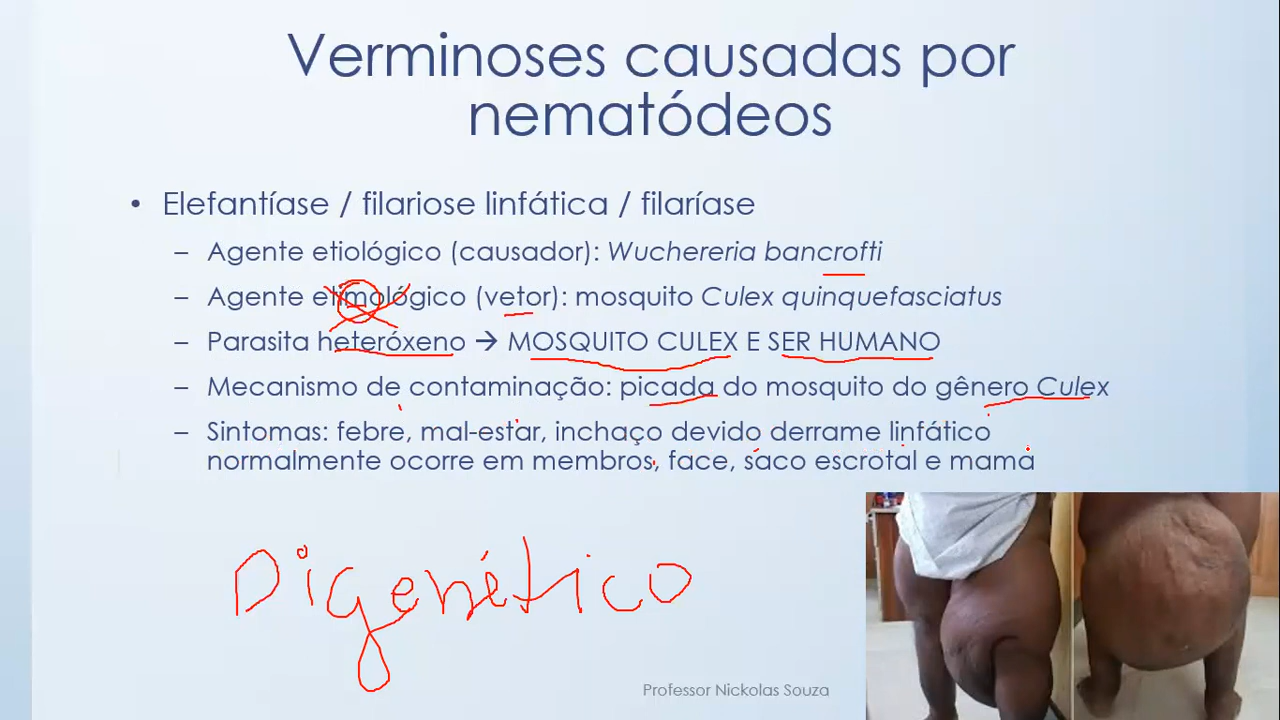 Verminoses causadas por
nematódeos
• Elefantíase / filariose linfática / filaríase
– Agente etiológico (causador): Wuchereria bancrofti
– Agente etimológico (vetor): mosquito Culex quinquefasciatus
– Parasita heteróxeno → MOSQUITO CULEX E SER HUMANO
– Mecanismo de contaminação: picada do mosquito do gênero Culex
– Sintomas: febre, mal-estar, inchaço devido derrame linfático
normalmente ocorre em membros, face, saco escrotal e mama
Digenético
Professor Nickolas Souza